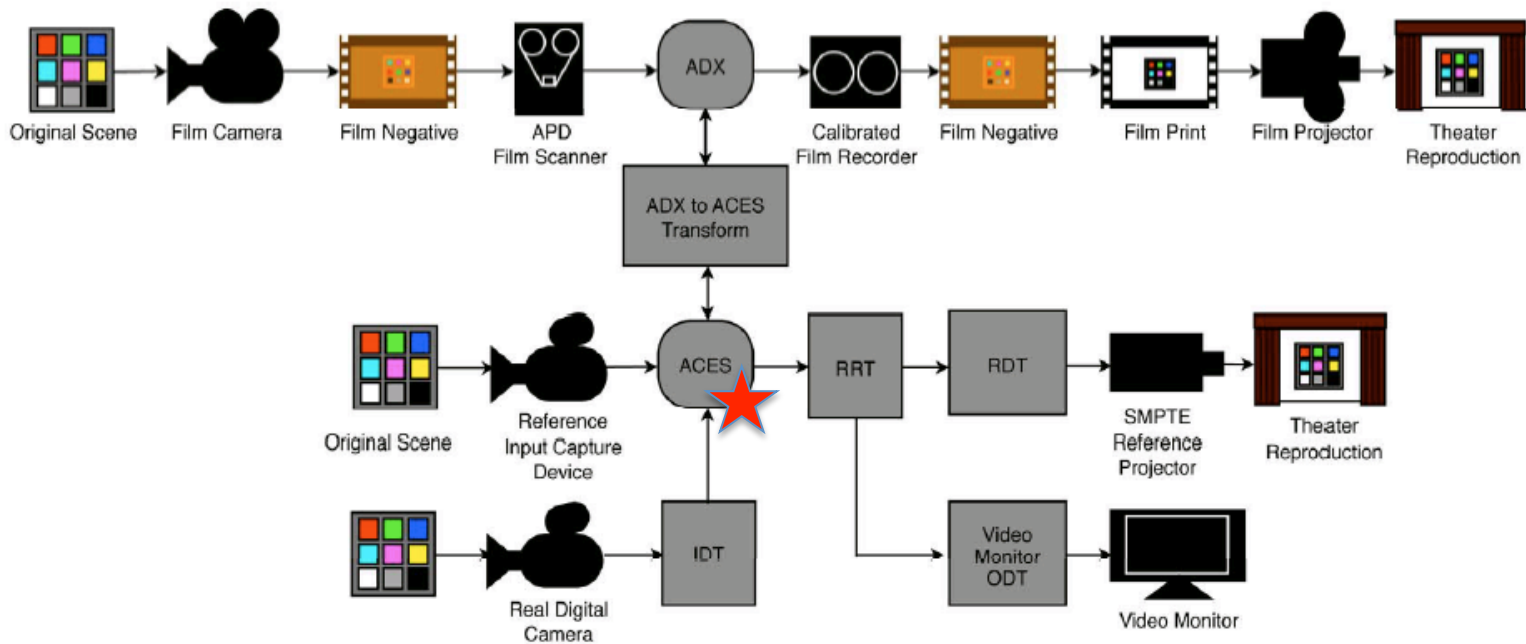 Original Scene
Film Camera
Film Negative
APD
Film Scanner
ADX
Calibrated
Film Recorder
Film Negative
Film Print
Film Projector
Theater
Reproduction
ADX to ACES
Transform
Original Scene
Reference
Input Capture
Device
ACES
RRT
RDT
SMPTE
Reference
Projector
Theater
Reproduction
Real Digital
Camera
IDT
Video
Monitor
ODT
Video Monitor